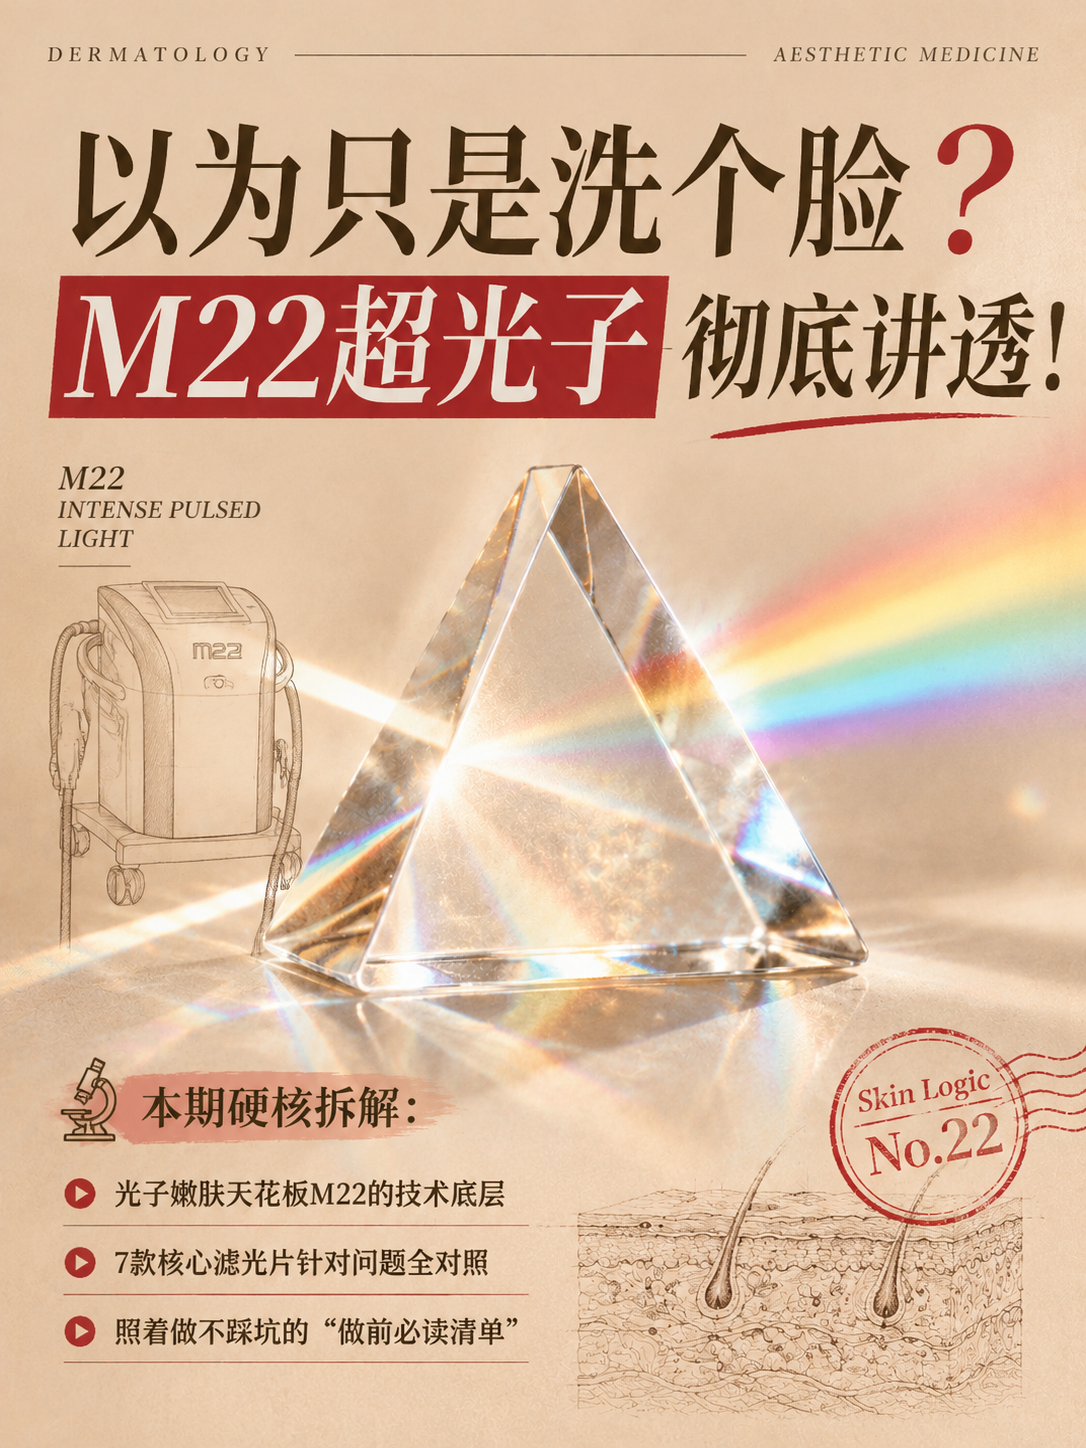 DERMATOLOGY
AESTHETIC MEDICINE
以为只是洗个脸？
M22超光子 彻底讲透！
M22
INTENSE PULSED
LIGHT
m22
本期硬核拆解：
光子嫩肤天花板M22的技术底层
7款核心滤光片针对问题全对照
照着做不踩坑的“做前必读清单”
Skin Logic
No.22